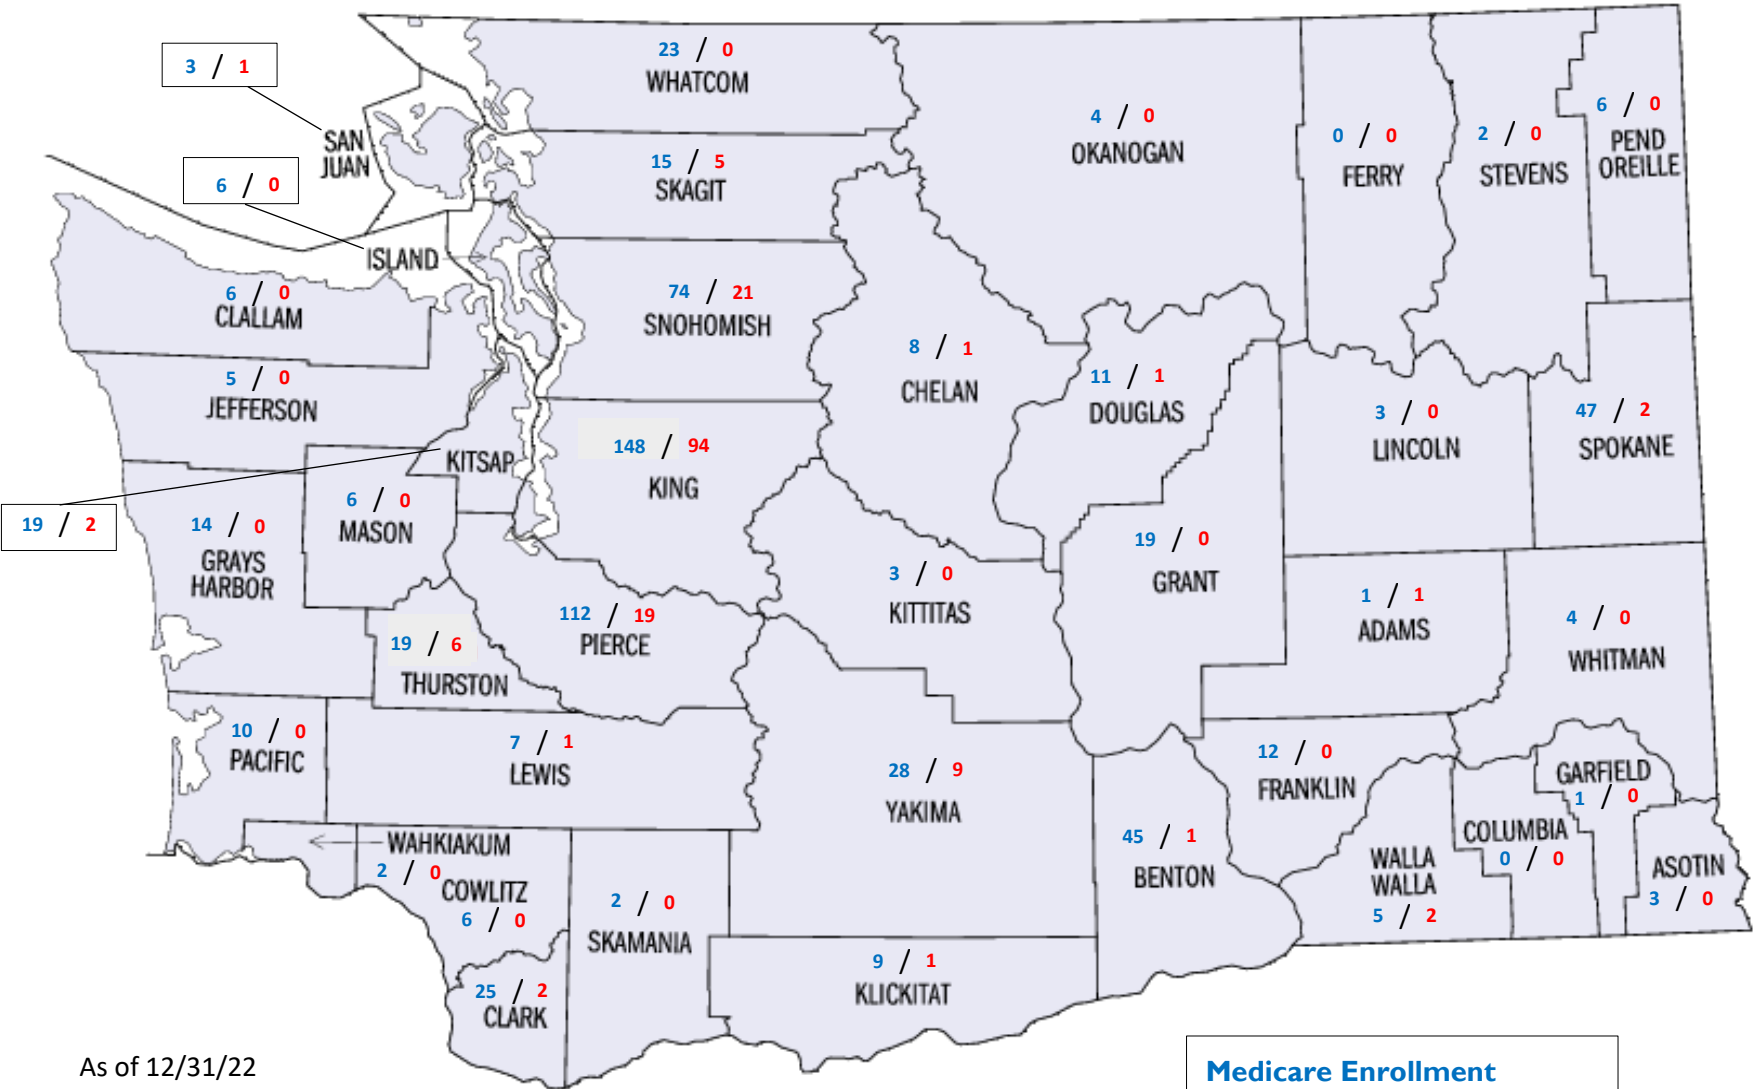 23 / 0
WHATCOM
3 / 1
SAN
JUAN
4 / 0
OKANOGAN
0 / 0
FERRY
2 / 0
STEVENS
6 / 0
PEND
OREILLE
15 / 5
SKAGIT
6 / 0
ISLAND
6 / 0
CLALLAM
74 / 21
SNOHOMISH
8 / 1
CHELAN
11 / 1
DOUGLAS
5 / 0
JEFFERSON
3 / 0
LINCOLN
47 / 2
SPOKANE
148 / 94
KING
KITSAP
19 / 2
6 / 0
MASON
14 / 0
GRAYS
HARBOR
19 / 0
GRANT
3 / 0
KITTITAS
1 / 1
ADAMS
4 / 0
WHITMAN
112 / 19
PIERCE
19 / 6
THURSTON
10 / 0
PACIFIC
7 / 1
LEWIS
28 / 9
YAKIMA
12 / 0
FRANKLIN
GARFIELD
1 / 0
COLUMBIA
0 / 0
45 / 1
BENTON
WALLA
WALLA
5 / 2
ASOTIN
3 / 0
WAHKIAKUM
2 / 0
COWLITZ
6 / 0
2 / 0
SKAMANIA
9 / 1
KLICKITAT
25 / 2
CLARK
As of 12/31/22
Medicare Enrollment